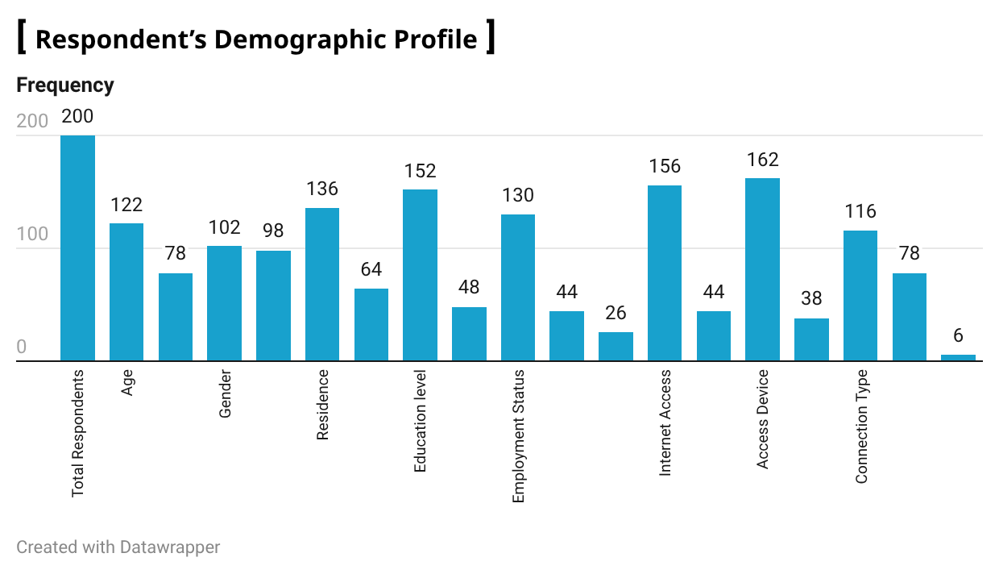 [ Respondent’s Demographic Profile ]
Frequency
200
100
0
200
122
78
102
98
136
64
152
48
130
44
26
156
44
162
38
116
78
6
Total Respondents
Age
Gender
Residence
Education level
Employment Status
Internet Access
Access Device
Connection Type
Created with Datawrapper